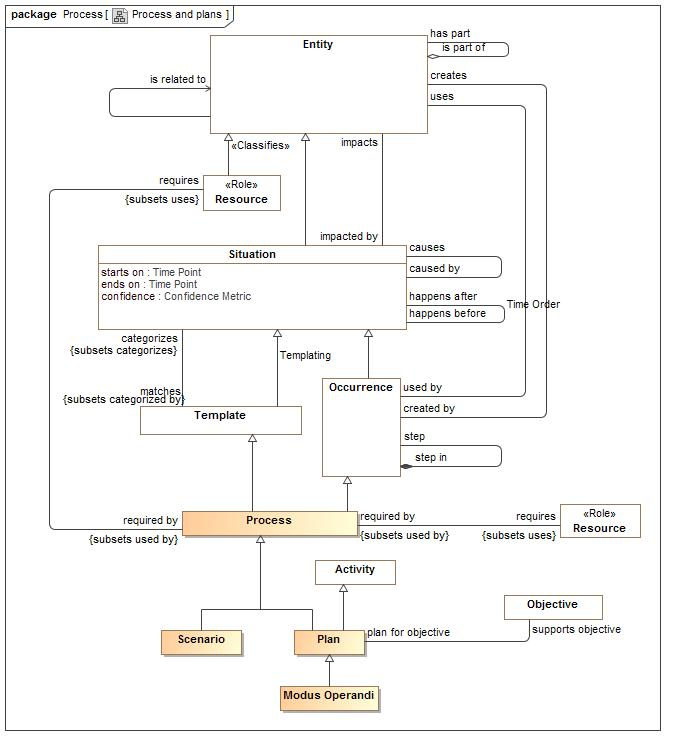 package Process [ Process and plans ]
Entity
has part
is part of
is related to
creates
uses
«Classifies»
impacts
requires
{subsets uses}
«Role»
Resource
impacted by
Situation
starts on : Time Point
ends on : Time Point
confidence : Confidence Metric
causes
caused by
happens after
happens before
Time Order
categorizes
{subsets categorizes}
Templating
matches
{subsets categorized by}
Template
Occurrence
used by
created by
step
step in
required by
{subsets used by}
Process
required by
{subsets used by}
requires
{subsets uses}
«Role»
Resource
Activity
Objective
Scenario
Plan
plan for objective
supports objective
Modus Operandi